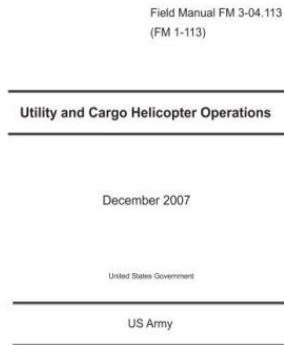 Field Manual FM 3-04.113
(FM 1-113)
Utility and Cargo Helicopter Operations
December 2007
United States Government
US Army